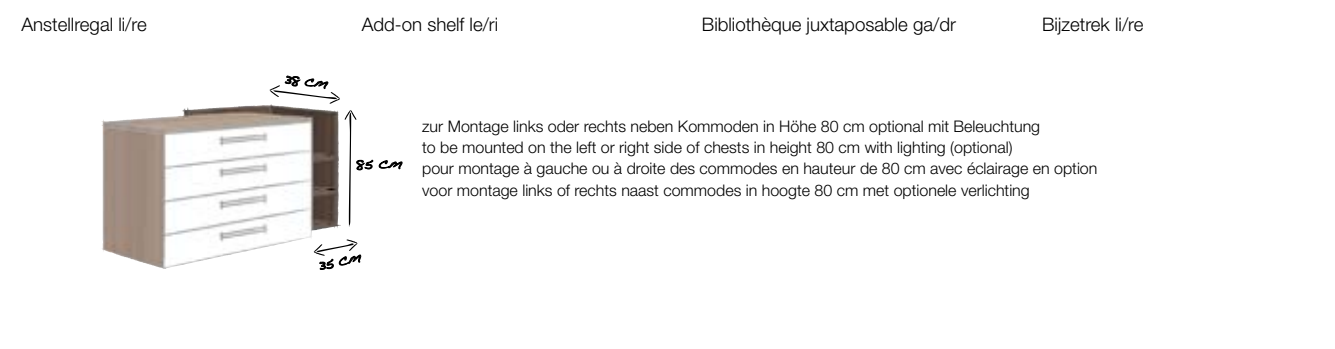 Anstellregal li/re
Add-on shelf le/ri
Bibliothèque juxtaposable ga/dr
Bijzetrek li/re
38 cm
85 cm
35 cm
zur Montage links oder rechts neben Kommoden in Höhe 80 cm optional mit Beleuchtung
to be mounted on the left or right side of chests in height 80 cm with lighting (optional)
pour montage à gauche ou à droite des commodes en hauteur de 80 cm avec éclairage en option
voor montage links of rechts naast commodes in hoogte 80 cm met optionele verlichting